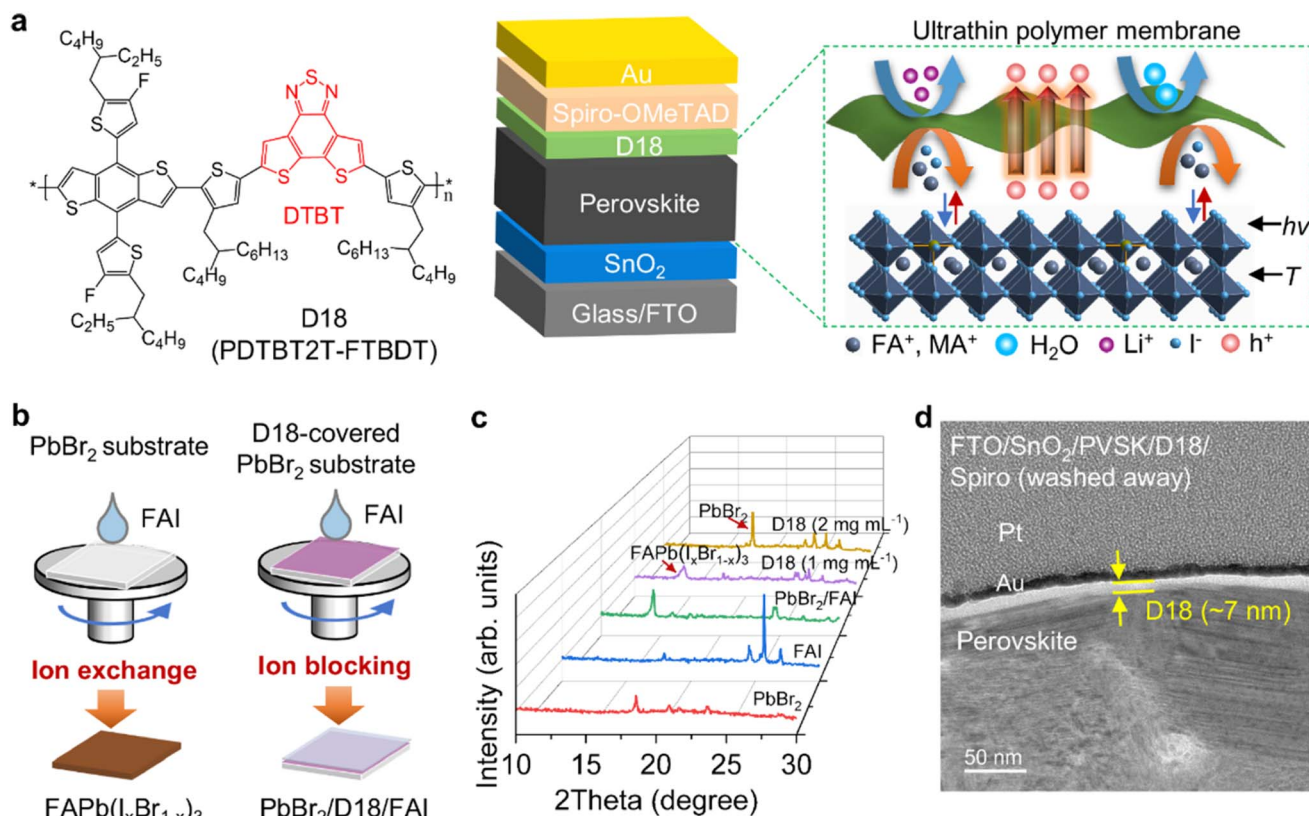 a
C₄H₉
C₂H₅
F
S
N
S
N
S
S
S
S
S
S
*
*
n
DTBT
S
F
C₆H₁₃
C₄H₉
C₆H₁₃
C₄H₉
C₂H₅
C₄H₉
D18
(PDTBT2T-FTBDT)
Au
Spiro-OMeTAD
D18
Perovskite
SnO₂
Glass/FTO
Ultrathin polymer membrane
Li⁺
h⁺ h⁺ h⁺
H₂O
I⁻
h⁺ h⁺ h⁺
hν
T
FA⁺, MA⁺ H₂O Li⁺ I⁻ h⁺
b
PbBr₂ substrate
D18-covered
PbBr₂ substrate
FAI
FAI
Ion exchange
Ion blocking
FAPb(IₓBr₁₋ₓ)₃
PbBr₂/D18/FAI
c
Intensity (arb. units)
PbBr₂
D18 (2 mg mL⁻¹)
FAPb(IₓBr₁₋ₓ)₃
D18 (1 mg mL⁻¹)
PbBr₂/FAI
FAI
PbBr₂
10 15 20 25 30
2Theta (degree)
d
FTO/SnO₂/PVSK/D18/
Spiro (washed away)
Pt
Au
D18 (~7 nm)
Perovskite
50 nm